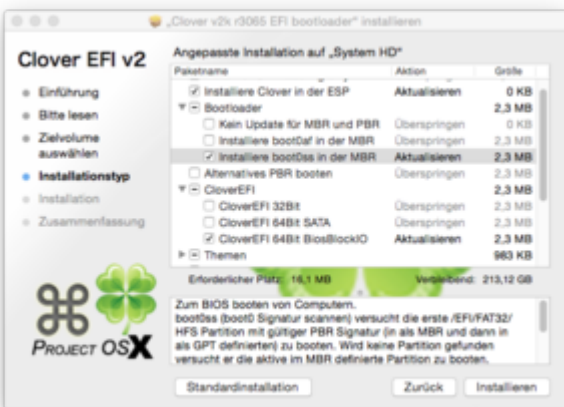 „Clover v2k r3065 EFI bootloader“ installieren
Clover EFI v2
Einführung
Bitte lesen
Zielvolume
auswählen
Installationstyp
Installation
Zusammenfassung
PROJECT OSX
Angepasste Installation auf „System HD“
Paketname Aktion Größe
Installiere Clover in der ESP Aktualisieren 0 KB
Bootloader 2,3 MB
Kein Update für MBR und PBR Überspringen 0 KB
Installiere boot0af in der MBR Überspringen 2,3 MB
Installiere boot0ss in der MBR Aktualisieren 2,3 MB
Alternatives PBR booten Überspringen 2,3 MB
CloverEFI 2,3 MB
CloverEFI 32Bit Überspringen 2,3 MB
CloverEFI 64Bit SATA Überspringen 2,3 MB
CloverEFI 64Bit BiosBlockIO Aktualisieren 2,3 MB
Themen 983 KB
Erforderlicher Platz: 16,1 MB Verbleibend: 213,12 GB
Zum BIOS booten von Computern.
boot0ss (boot0 Signatur scannen) versucht die erste /EFI/FAT32/
HFS Partition mit gültiger PBR Signatur (in als MBR und dann in
als GPT definierten) zu booten. Wird keine Partition gefunden
versucht er die aktive im MBR definierte Partition zu booten.
Standardinstallation Zurück Installieren